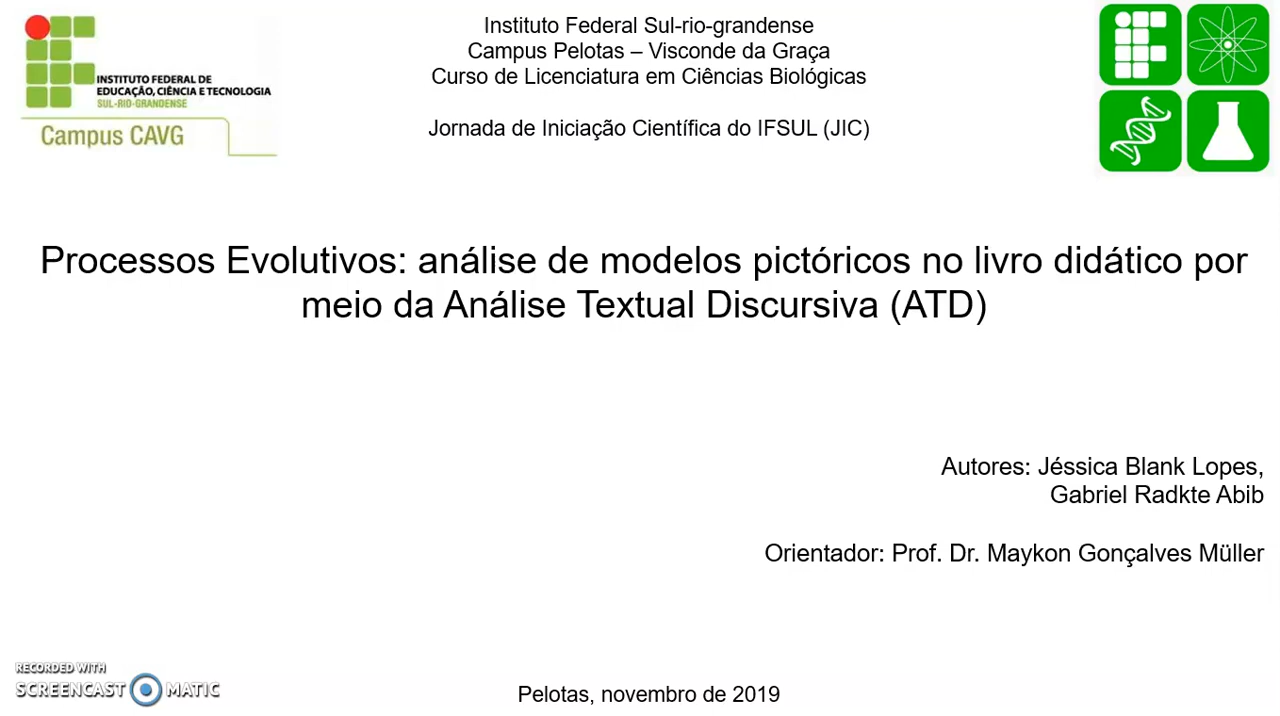 INSTITUTO FEDERAL DE
EDUCAÇÃO, CIÊNCIA E TECNOLOGIA
SUL-RIO-GRANDENSE
Campus CAVG
Instituto Federal Sul-rio-grandense
Campus Pelotas – Visconde da Graça
Curso de Licenciatura em Ciências Biológicas
Jornada de Iniciação Científica do IFSUL (JIC)
Processos Evolutivos: análise de modelos pictóricos no livro didático por
meio da Análise Textual Discursiva (ATD)
Autores: Jéssica Blank Lopes,
Gabriel Radkte Abib
Orientador: Prof. Dr. Maykon Gonçalves Müller
RECORDED WITH
SCREENCAST MATIC
Pelotas, novembro de 2019